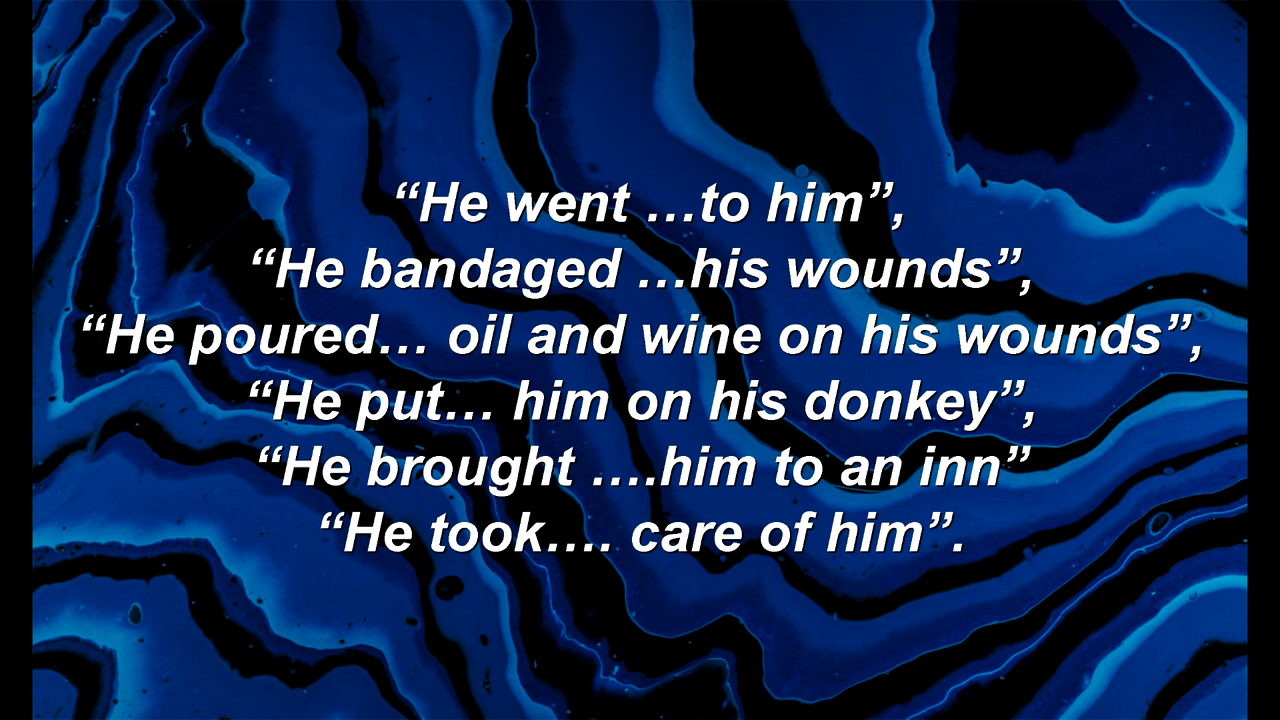 “He went …to him”,
“He bandaged …his wounds”,
“He poured… oil and wine on his wounds”,
“He put… him on his donkey”,
“He brought ….him to an inn”
“He took…. care of him”.